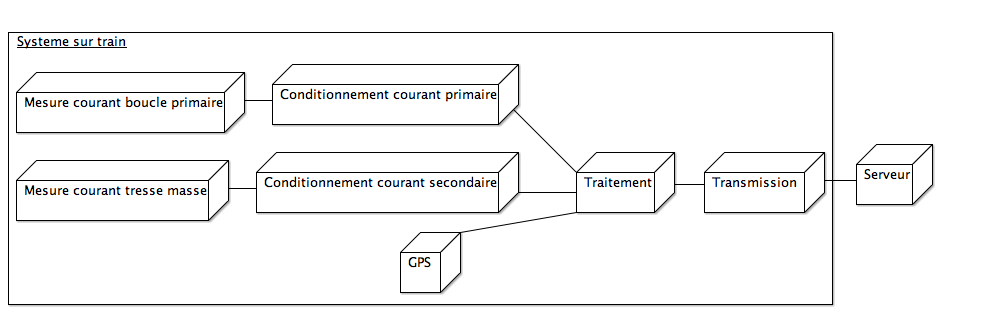 Systeme sur train
Mesure courant boucle primaire
Conditionnement courant primaire
Mesure courant tresse masse
Conditionnement courant secondaire
Traitement
Transmission
Serveur
GPS